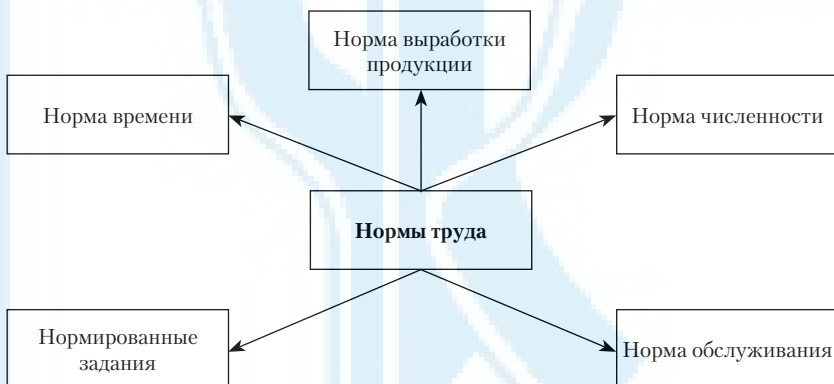 Норма выработки
продукции
Норма времени
Норма численности
Нормы труда
Нормированные
задания
Норма обслуживания